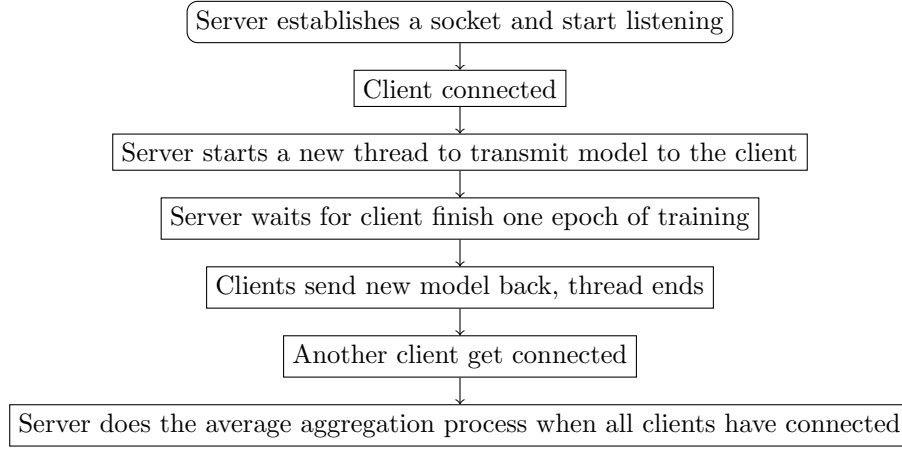 Server establishes a socket and start listening
Client connected
Server starts a new thread to transmit model to the client
Server waits for client finish one epoch of training
Clients send new model back, thread ends
Another client get connected
Server does the average aggregation process when all clients have connected